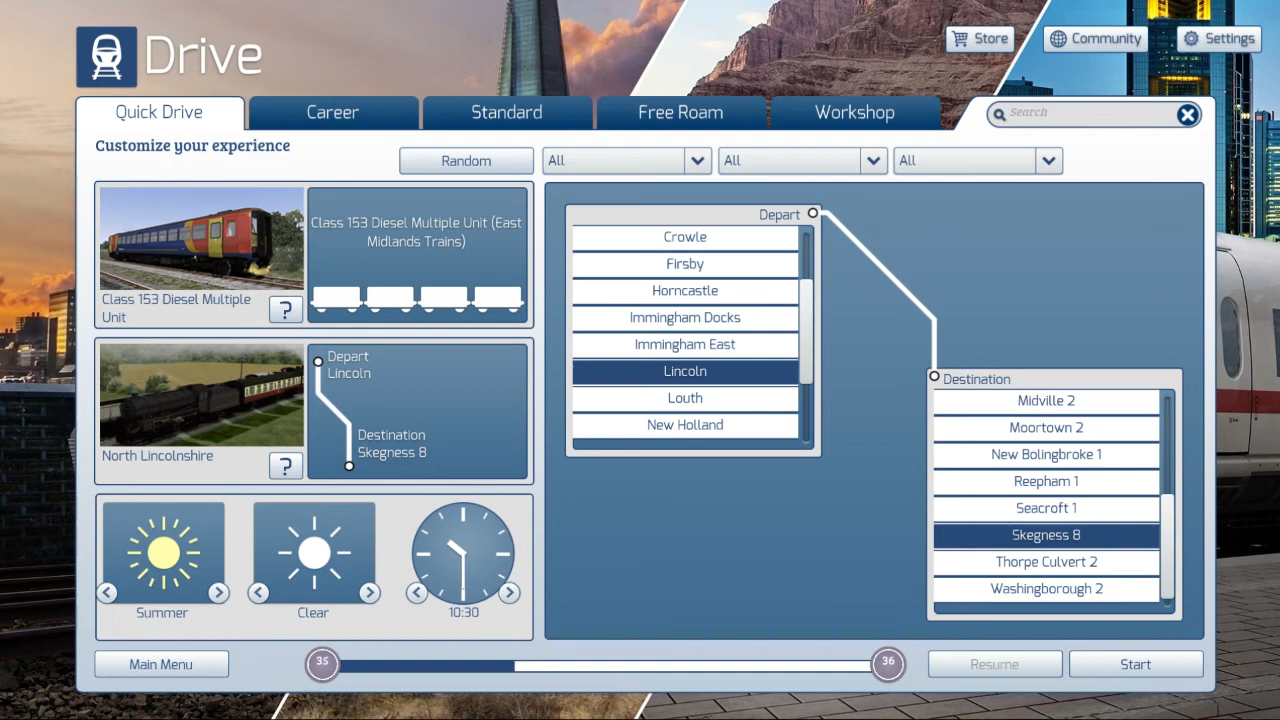 Drive
Store
Community
Settings
Quick Drive
Career
Standard
Free Roam
Workshop
Search
Customize your experience
Random
All
All
All
Class 153 Diesel Multiple
Unit
?
Class 153 Diesel Multiple Unit (East
Midlands Trains)
North Lincolnshire
?
Depart
Lincoln
Destination
Skegness 8
Summer
Clear
10:30
Depart
Crowle
Firsby
Horncastle
Immingham Docks
Immingham East
Lincoln
Louth
New Holland
Destination
Midville 2
Moortown 2
New Bolingbroke 1
Reepham 1
Seacroft 1
Skegness 8
Thorpe Culvert 2
Washingborough 2
Main Menu
35
36
Resume
Start